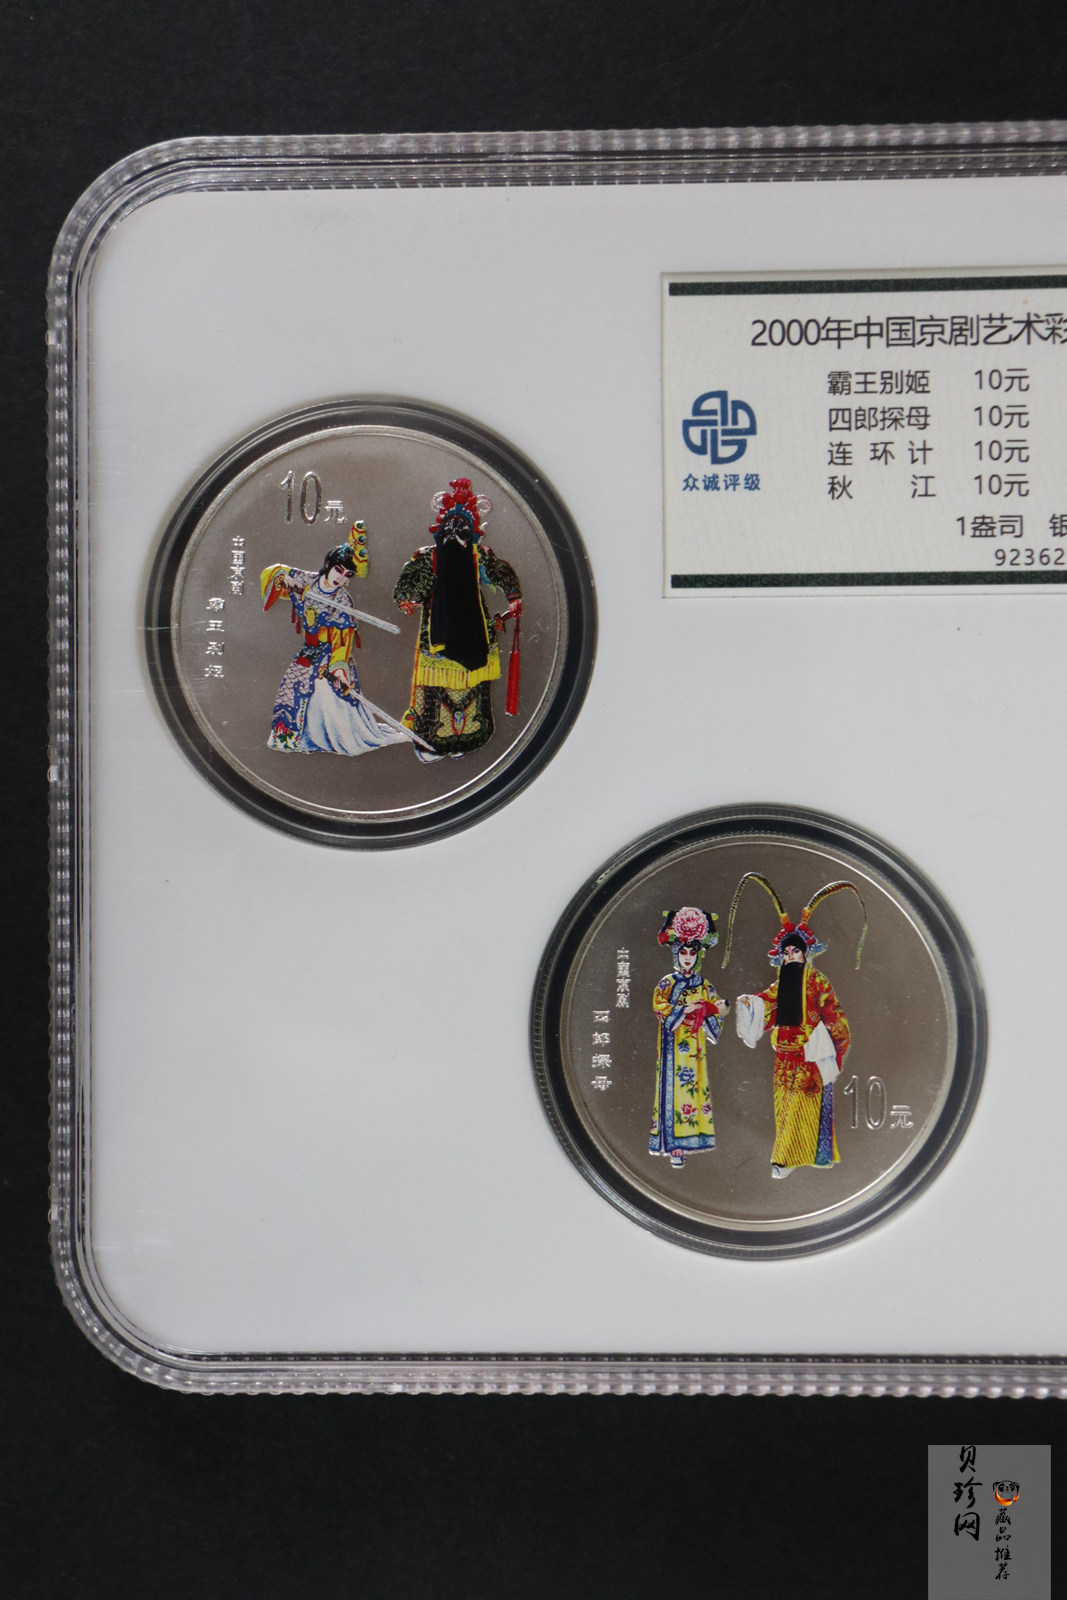 2000年中国京剧艺术彩
霸王别姬 10元
四郎探母 10元
连环计 10元
秋江 10元
1盎司 银
92362
众诚评级
10元
中国京剧
霸王别姬
中国京剧
四郎探母
10元
贝珍网
藏品推荐